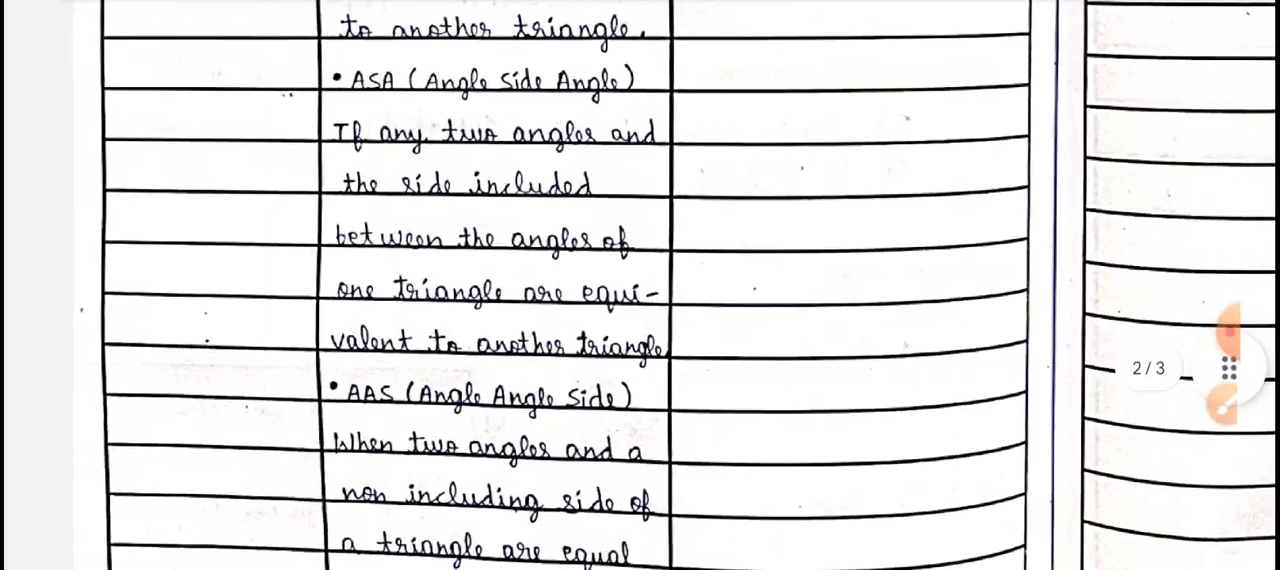 to another triangle.
• ASA (Angle Side Angle)
If any two angles and
the side included
between the angles of
one triangle are equi-
valent to another triangle.
• AAS (Angle Angle Side)
When two angles and a
non including side of
a triangle are equal
2/3